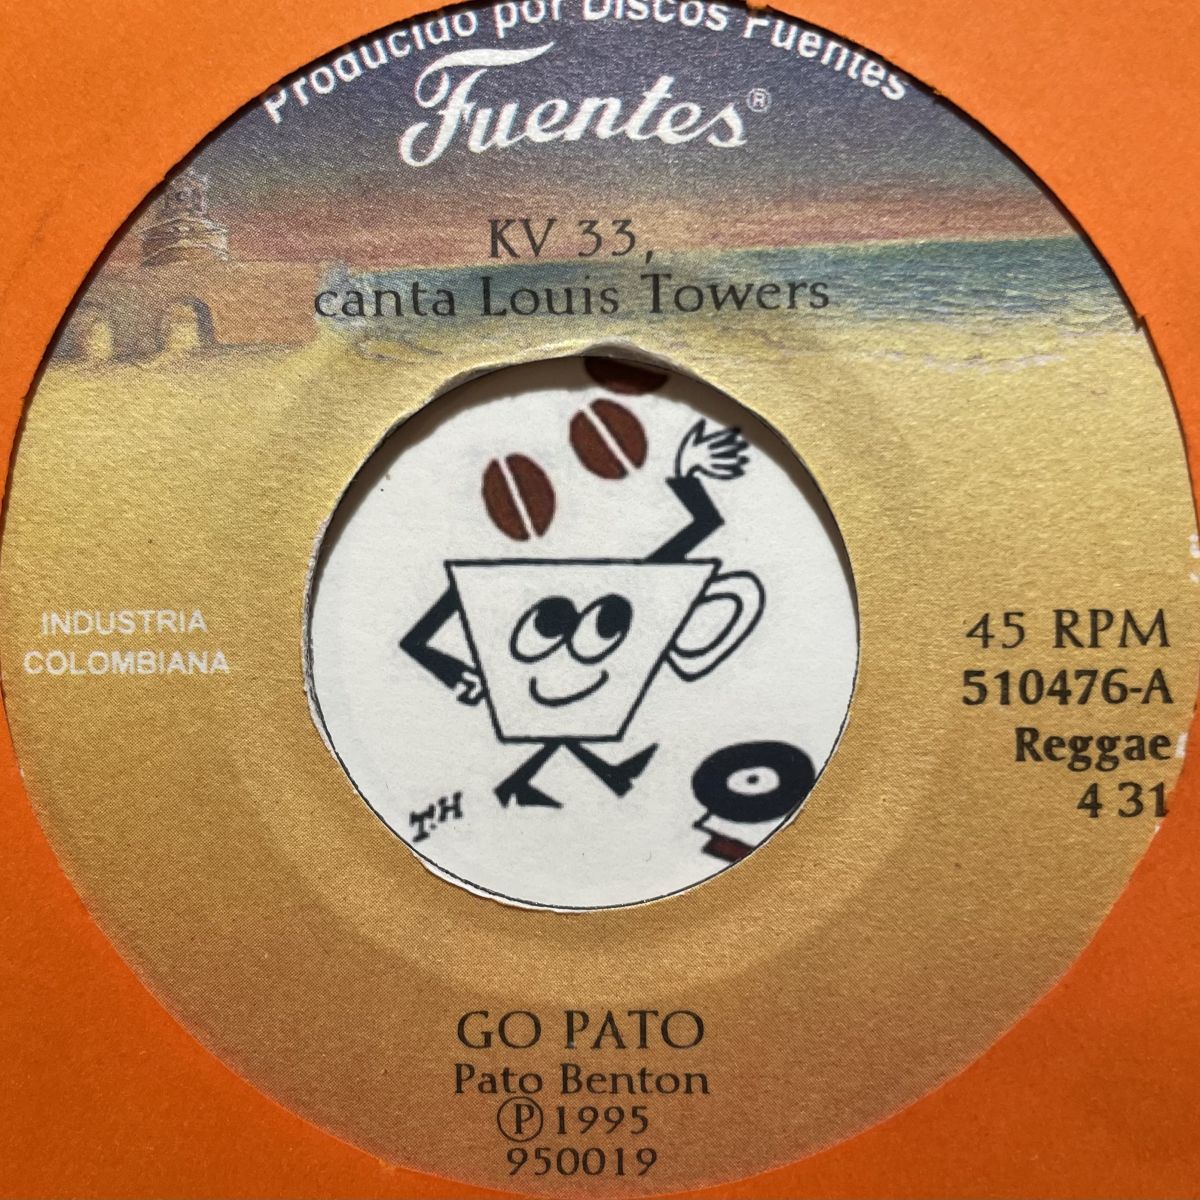 Producido por Discos Fuentes
Fuentes®
KV 33,
canta Louis Towers
INDUSTRIA
COLOMBIANA
45 RPM
510476-A
Reggae
4 31
T.H
GO PATO
Pato Benton
Ⓟ 1995
950019